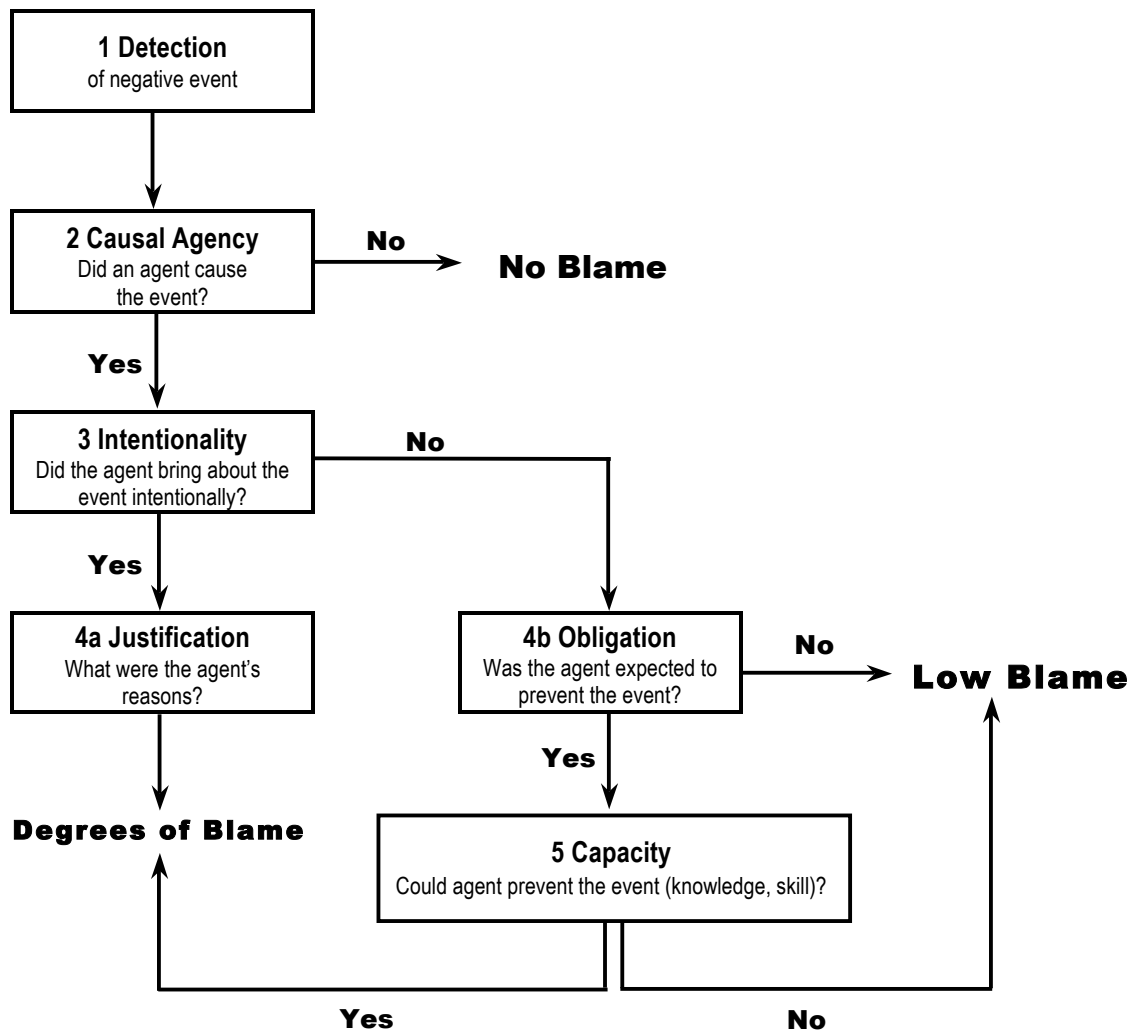 1 Detection
of negative event
2 Causal Agency
Did an agent cause
the event?
No
No Blame
Yes
3 Intentionality
Did the agent bring about the
event intentionally?
No
Yes
4a Justification
What were the agent’s
reasons?
4b Obligation
Was the agent expected to
prevent the event?
No
Low Blame
Yes
Degrees of Blame
5 Capacity
Could agent prevent the event (knowledge, skill)?
Yes
No